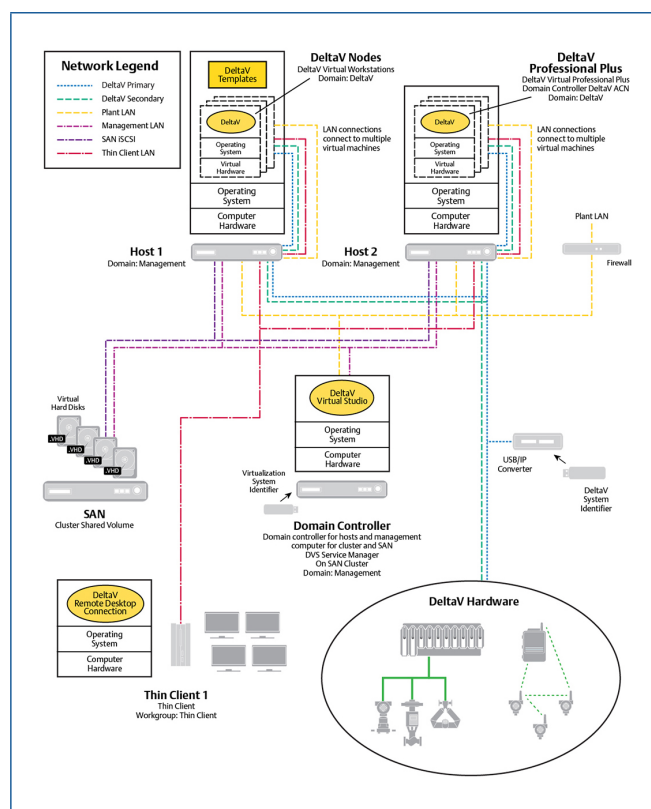 Network Legend
DeltaV Primary
DeltaV Secondary
Plant LAN
Management LAN
SAN iSCSI
Thin Client LAN
DeltaV
Templates
DeltaV
Operating
System
Virtual
Hardware
Operating
System
Computer
Hardware
DeltaV Nodes
DeltaV Virtual Workstations
Domain: DeltaV
LAN connections
connect to multiple
virtual machines
Host 1
Domain: Management
DeltaV
Operating
System
Virtual
Hardware
Operating
System
Computer
Hardware
DeltaV
Professional Plus
DeltaV Virtual Professional Plus
Domain Controller DeltaV ACN
Domain: DeltaV
LAN connections
connect to multiple
virtual machines
Host 2
Domain: Management
Plant LAN
Firewall
Virtual
Hard Disks
.VHD
.VHD
.VHD
.VHD
SAN
Cluster Shared Volume
DeltaV
Virtual Studio
Operating
System
Computer
Hardware
Virtualization
System
Identifier
Domain Controller
Domain controller for hosts and management
computer for cluster and SAN
DVS Service Manager
On SAN Cluster
Domain: Management
USB/IP
Converter
DeltaV
System
Identifier
DeltaV
Remote Desktop
Connection
Operating
System
Computer
Hardware
Thin Client 1
Thin Client
Workgroup: Thin Client
DeltaV Hardware